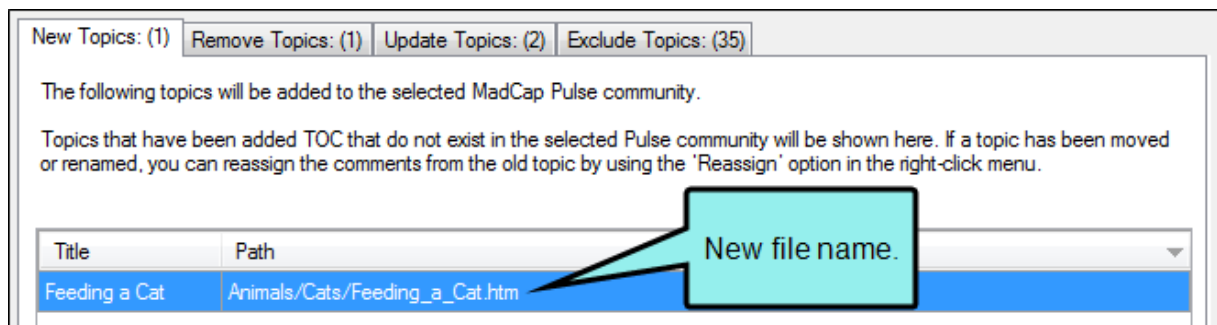 New Topics: (1) Remove Topics: (1) Update Topics: (2) Exclude Topics: (35)
The following topics will be added to the selected MadCap Pulse community.
Topics that have been added TOC that do not exist in the selected Pulse community will be shown here. If a topic has been moved
or renamed, you can reassign the comments from the old topic by using the 'Reassign' option in the right-click menu.
New file name.
Title Path
Feeding a Cat Animals/Cats/Feeding_a_Cat.htm